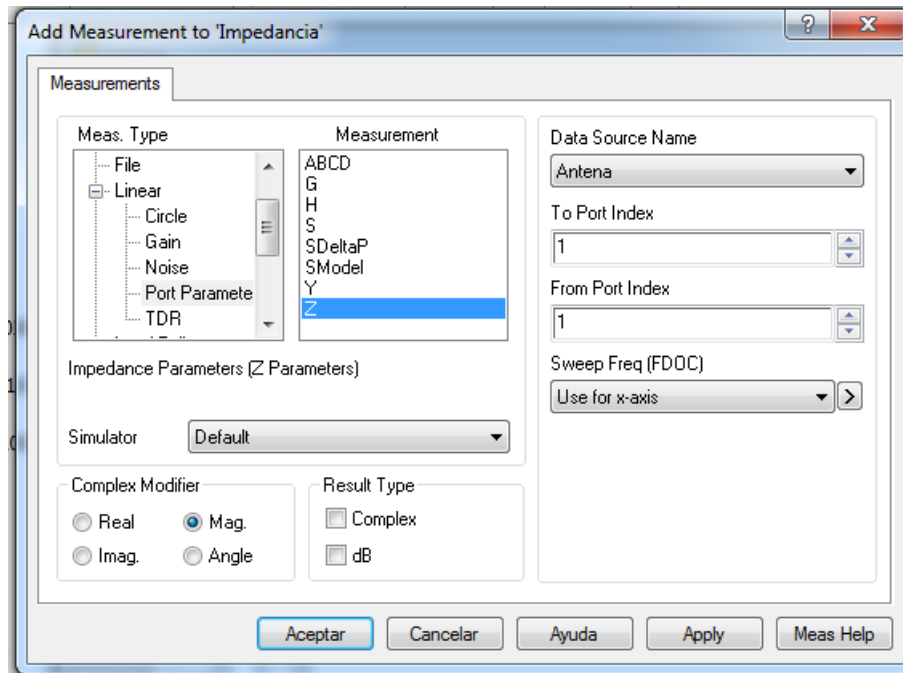 Add Measurement to 'Impedancia'
Measurements
Meas. Type
File
Linear
Circle
Gain
Noise
Port Paramete
TDR
Measurement
ABCD
G
H
S
SDeltaP
SModel
Y
Z
Impedance Parameters (Z Parameters)
Simulator
Default
Complex Modifier
Real
Mag.
Imag.
Angle
Result Type
Complex
dB
Data Source Name
Antena
To Port Index
1
From Port Index
1
Sweep Freq (FDOC)
Use for x-axis
>
Aceptar
Cancelar
Ayuda
Apply
Meas Help